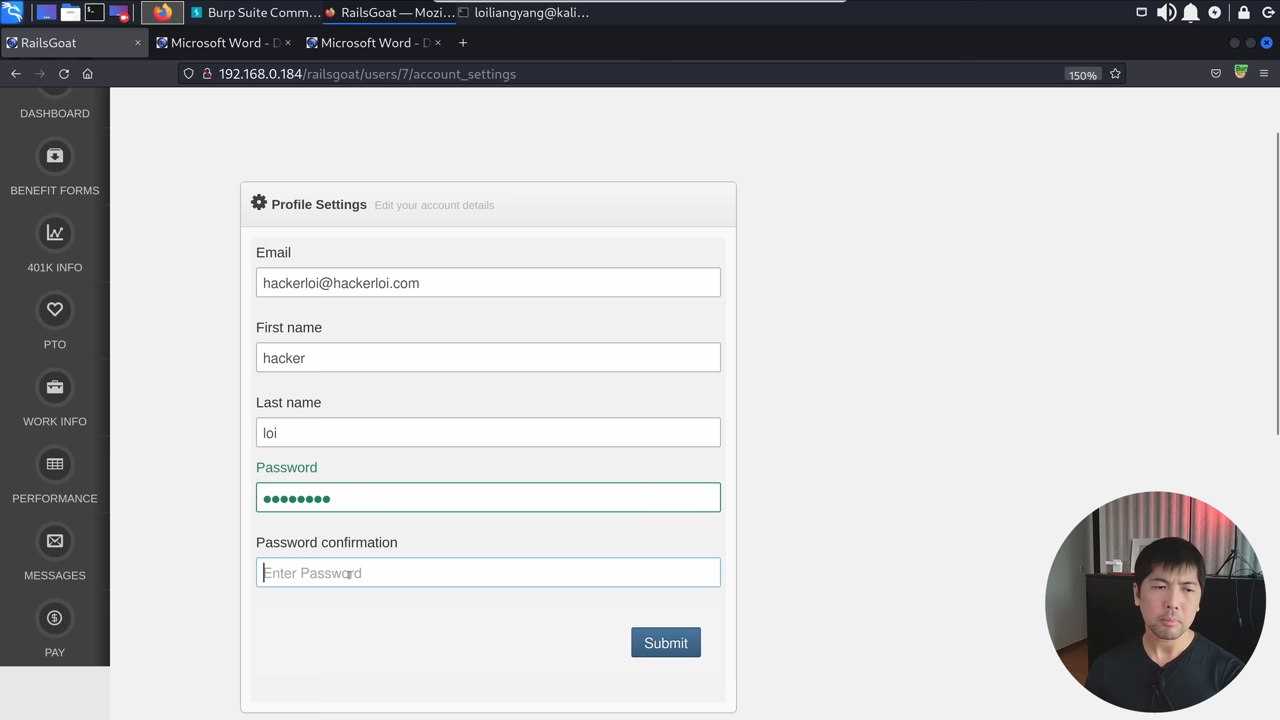 Burp Suite Comm...
RailsGoat — Mozi...
loiliangyang@kali...
RailsGoat
Microsoft Word - D
Microsoft Word - D
192.168.0.184/railsgoat/users/7/account_settings
150%
DASHBOARD
BENEFIT FORMS
401K INFO
PTO
WORK INFO
PERFORMANCE
MESSAGES
PAY
Profile Settings Edit your account details
Email
hackerloi@hackerloi.com
First name
hacker
Last name
loi
Password
Password confirmation
Enter Password
Submit